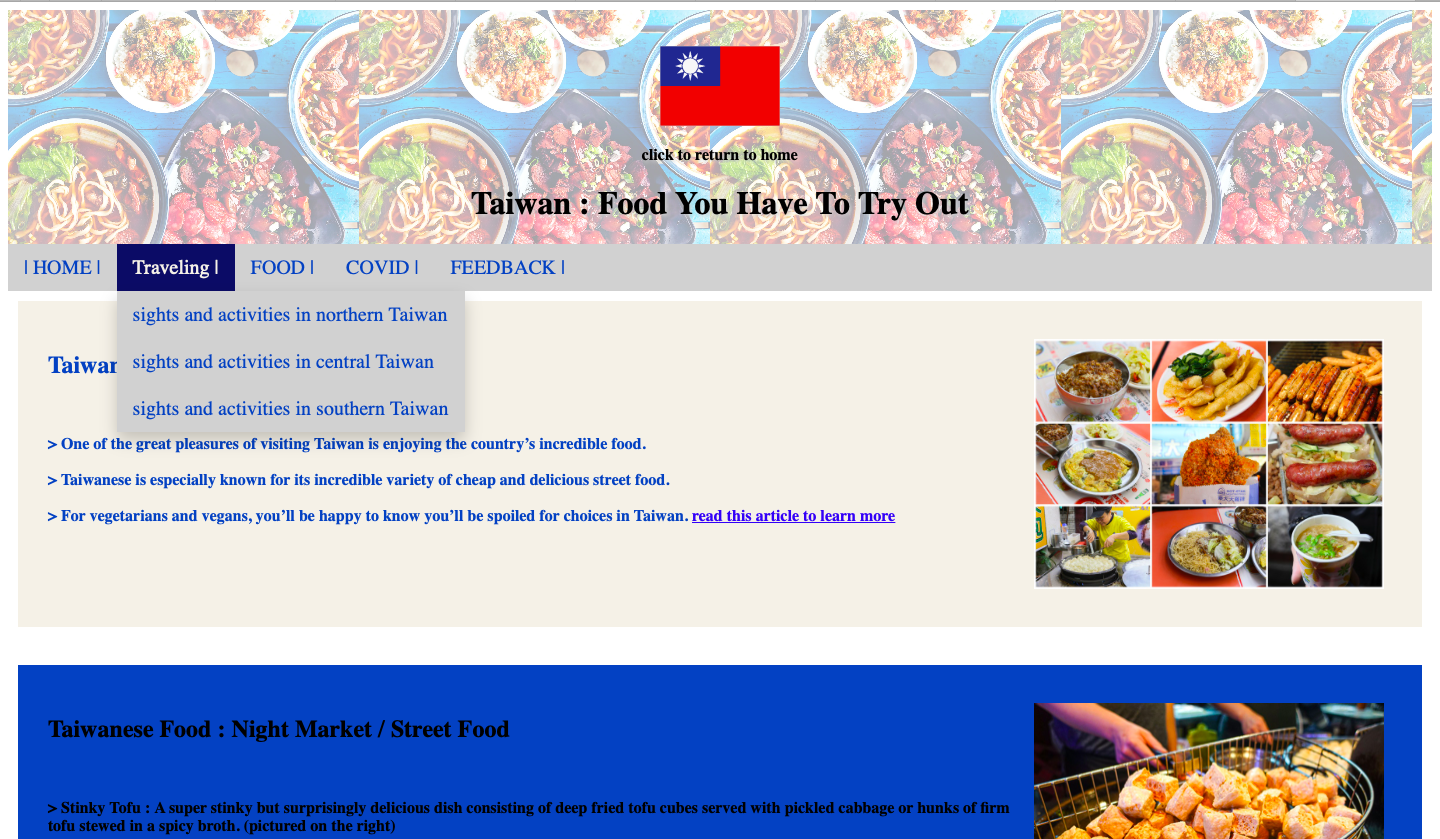 click to return to home
Taiwan : Food You Have To Try Out
| HOME |
Traveling |
FOOD |
COVID |
FEEDBACK |
sights and activities in northern Taiwan
sights and activities in central Taiwan
sights and activities in southern Taiwan
> One of the great pleasures of visiting Taiwan is enjoying the country’s incredible food.
> Taiwanese is especially known for its incredible variety of cheap and delicious street food.
> For vegetarians and vegans, you’ll be happy to know you’ll be spoiled for choices in Taiwan. read this article to learn more
Taiwanese Food : Night Market / Street Food
> Stinky Tofu : A super stinky but surprisingly delicious dish consisting of deep fried tofu cubes served with pickled cabbage or hunks of firm
tofu stewed in a spicy broth. (pictured on the right)